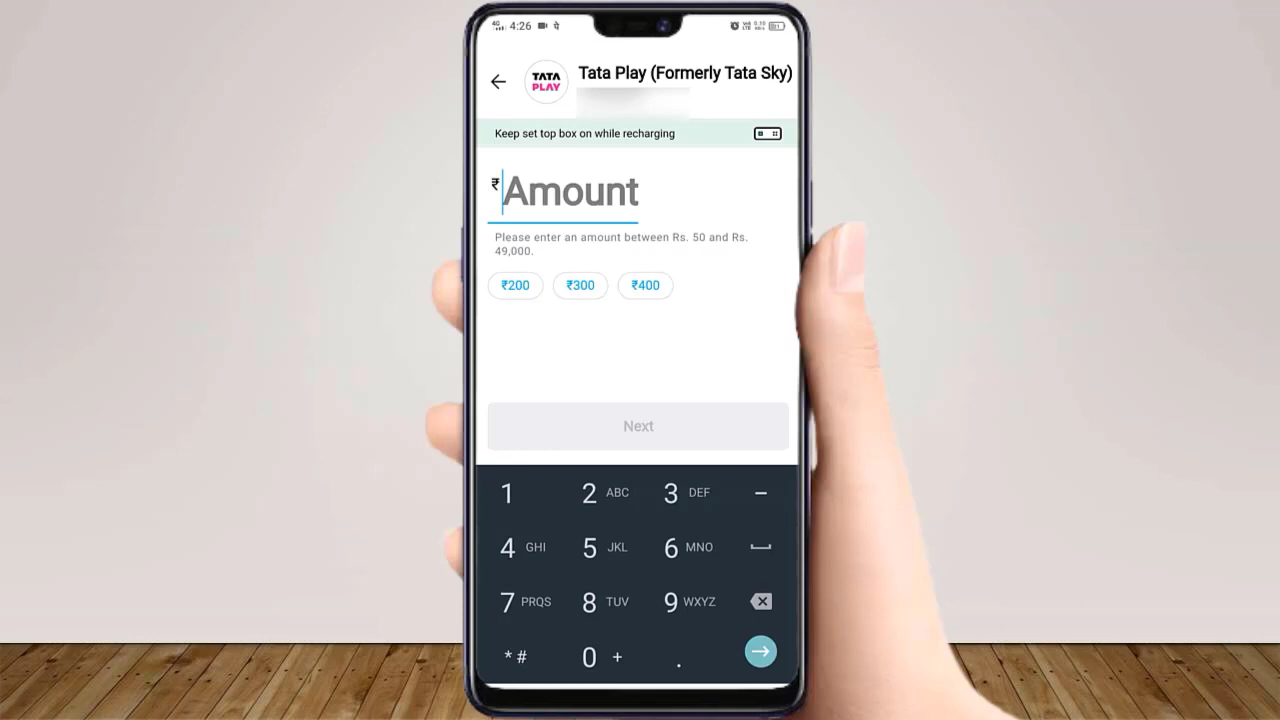 4G 4:26
Tata Play (Formerly Tata Sky)
TATA
PLAY
Keep set top box on while recharging
₹ Amount
Please enter an amount between Rs. 50 and Rs.
49,000.
₹200 ₹300 ₹400
Next
1 2 ABC 3 DEF –
4 GHI 5 JKL 6 MNO
7 PRQS 8 TUV 9 WXYZ
* # 0 + .